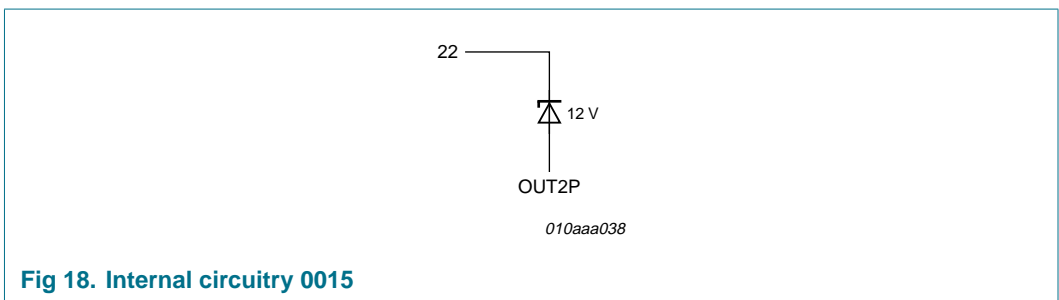 22
12 V
OUT2P
010aaa038
Fig 18. Internal circuitry 0015